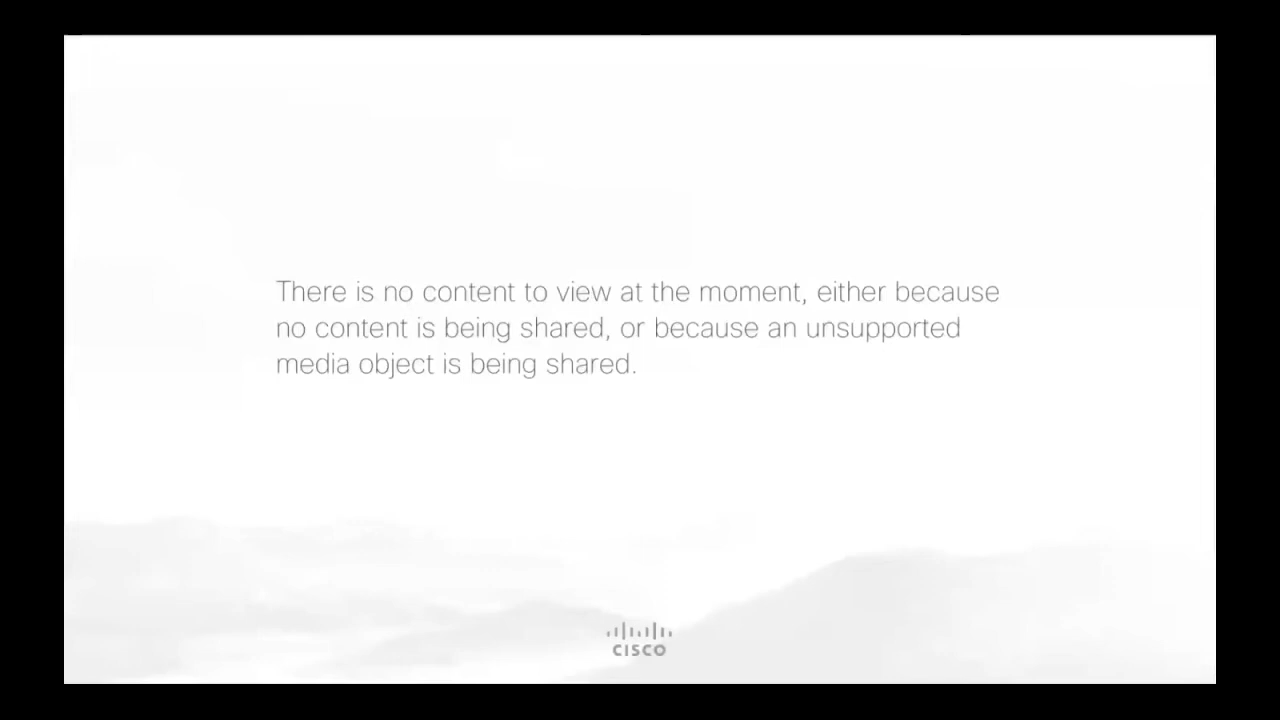 There is no content to view at the moment, either because
no content is being shared, or because an unsupported
media object is being shared.
CISCO